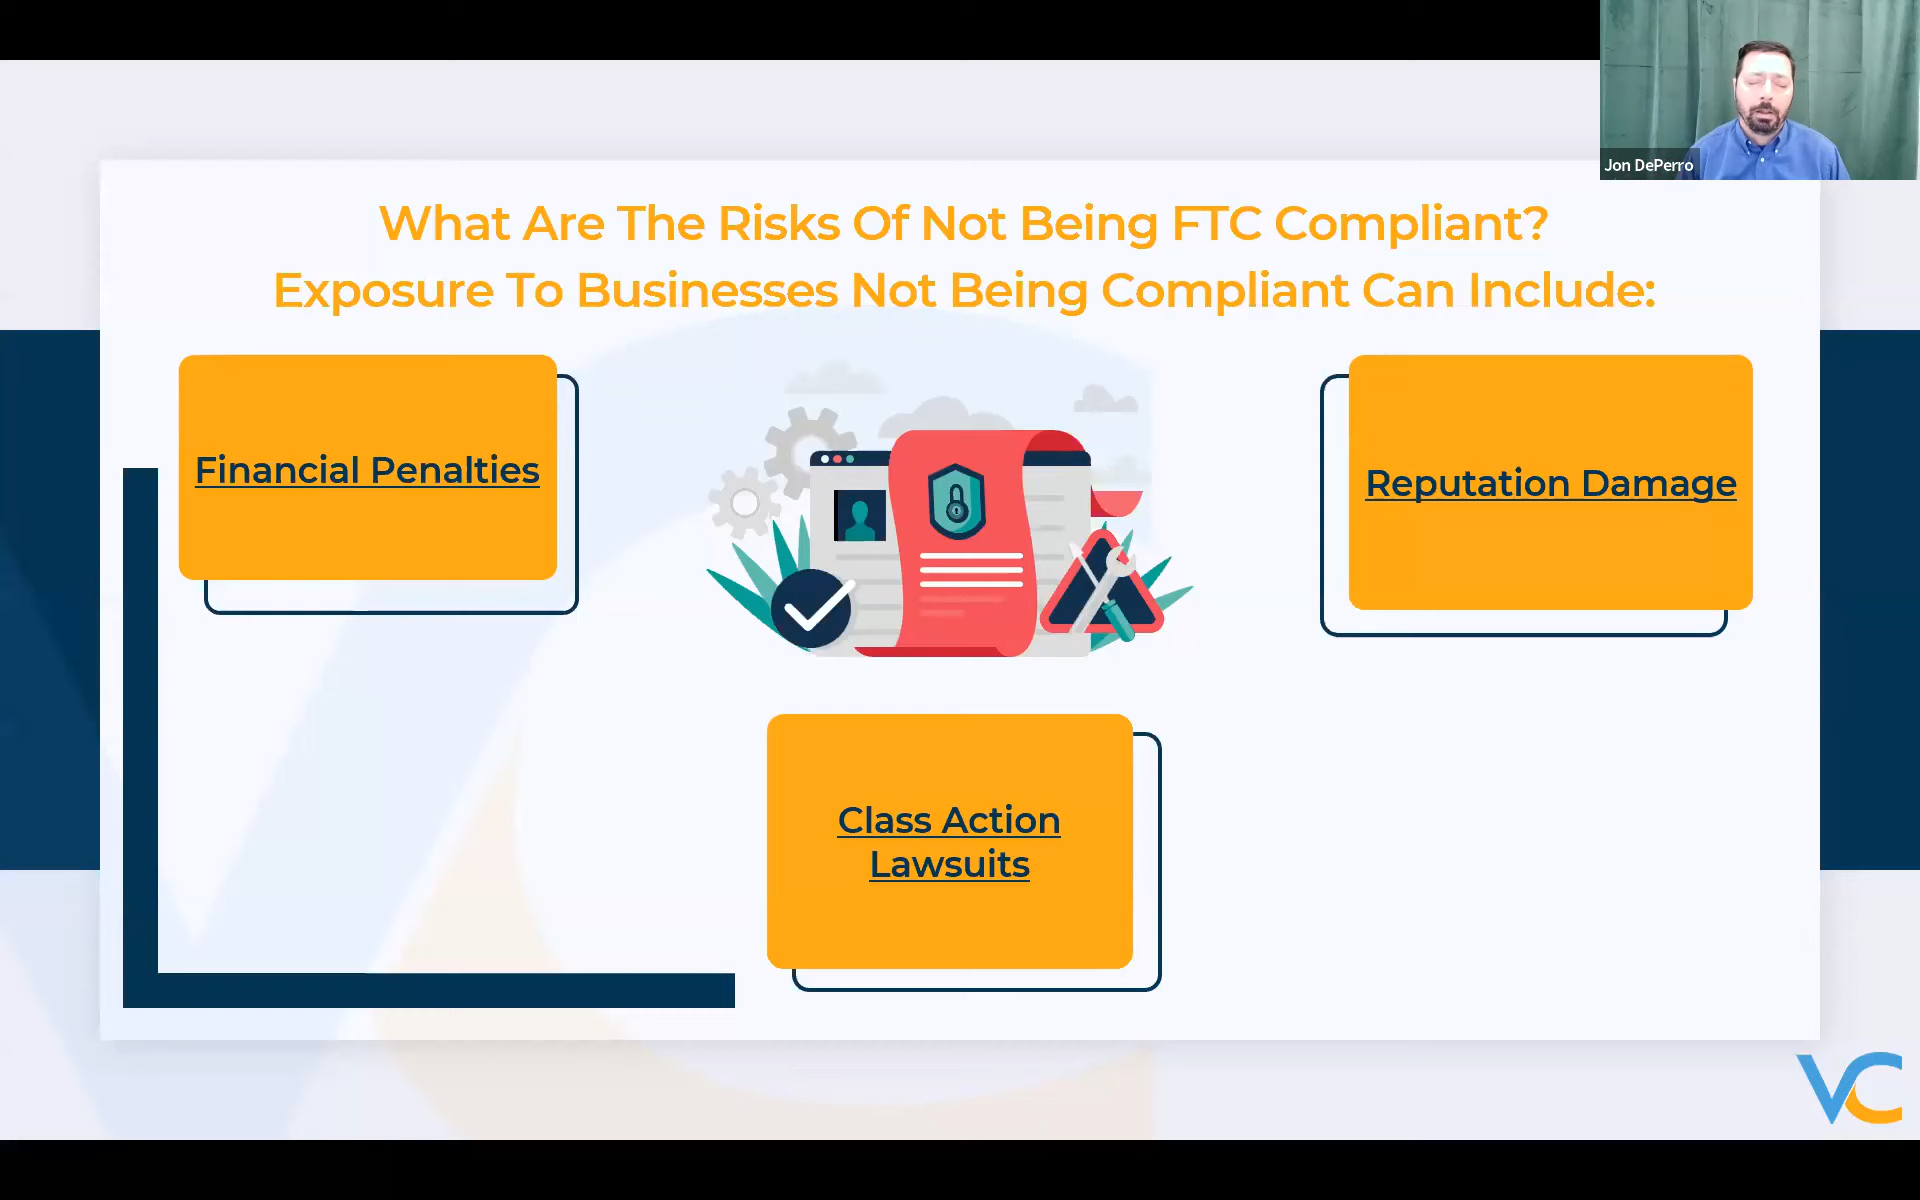 Jon DePerro
What Are The Risks Of Not Being FTC Compliant?
Exposure To Businesses Not Being Compliant Can Include:
Financial Penalties
Reputation Damage
Class Action
Lawsuits
VC